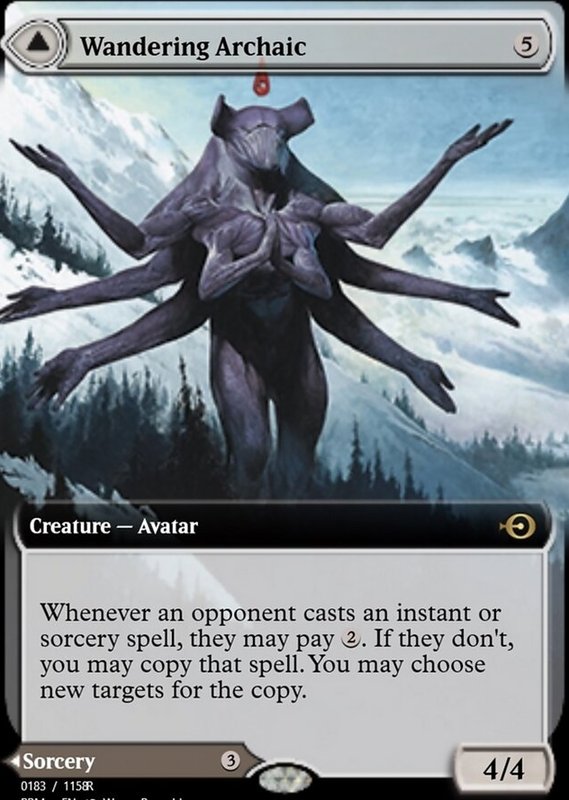 Wandering Archaic 5
Creature — Avatar
Whenever an opponent casts an instant or
sorcery spell, they may pay 2. If they don't,
you may copy that spell. You may choose
new targets for the copy.
Sorcery 3
4/4
0183 / 1158R